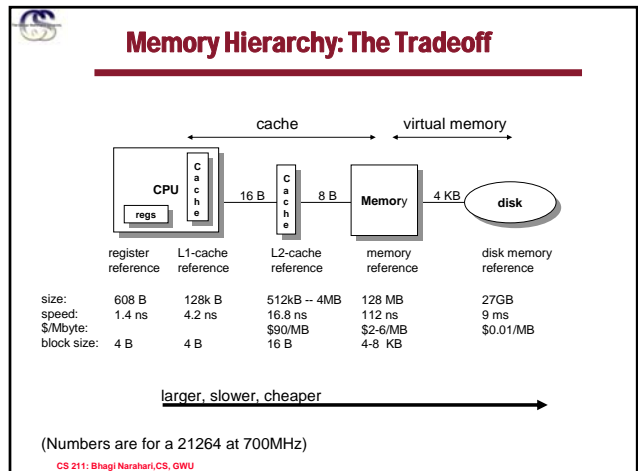 Memory Hierarchy: The Tradeoff
cache
virtual memory
CPU
regs
Cache
16 B
Cache
8 B
Memory
4 KB
disk
register reference
L1-cache reference
L2-cache reference
memory reference
disk memory reference
size: 608 B 128k B 512kB -- 4MB 128 MB 27GB
speed: 1.4 ns 4.2 ns 16.8 ns 112 ns 9 ms
$/Mbyte: $90/MB $2-6/MB $0.01/MB
block size: 4 B 4 B 16 B 4-8 KB
larger, slower, cheaper
(Numbers are for a 21264 at 700MHz)
CS 211: Bhagi Narahari,CS, GWU